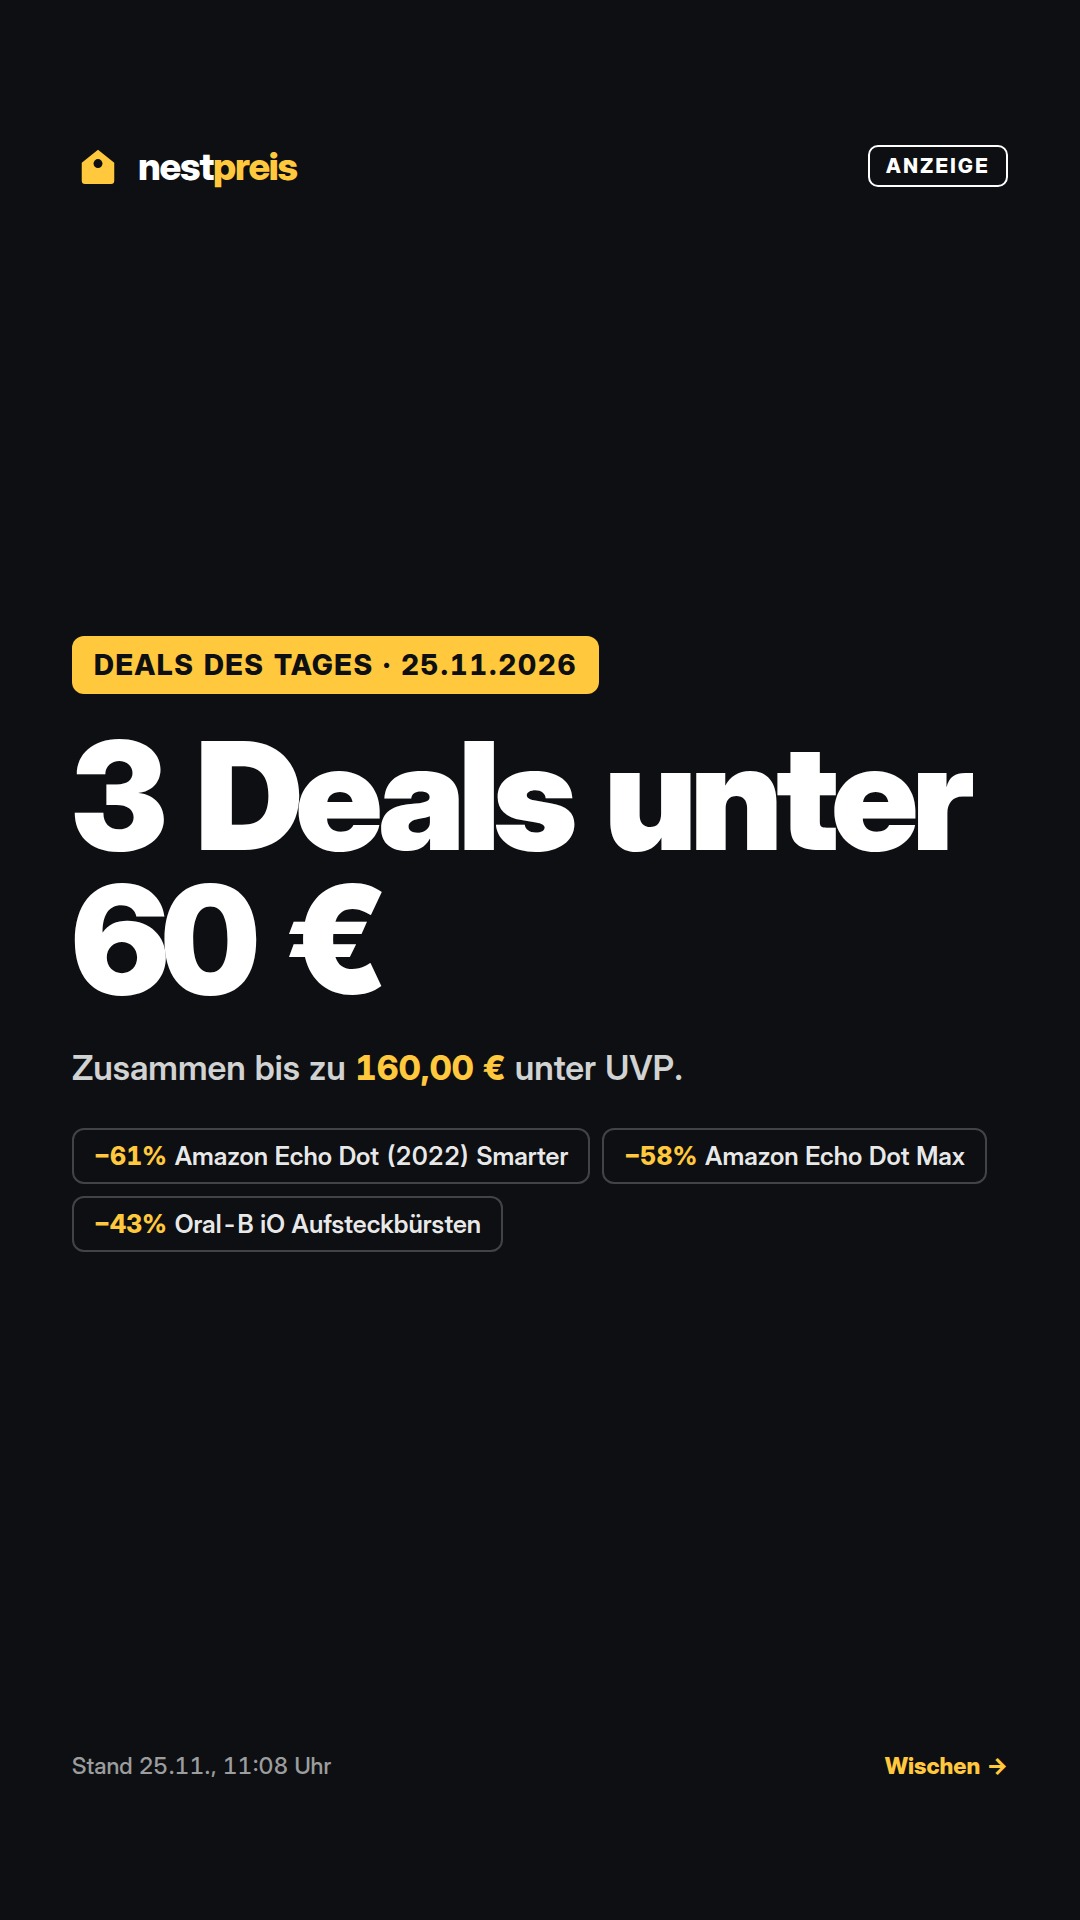 nestpreis
ANZEIGE
DEALS DES TAGES · 25.11.2026
3 Deals unter
60 €
Zusammen bis zu 160,00 € unter UVP.
−61% Amazon Echo Dot (2022) Smarter
−58% Amazon Echo Dot Max
−43% Oral-B iO Aufsteckbürsten
Stand 25.11., 11:08 Uhr
Wischen →